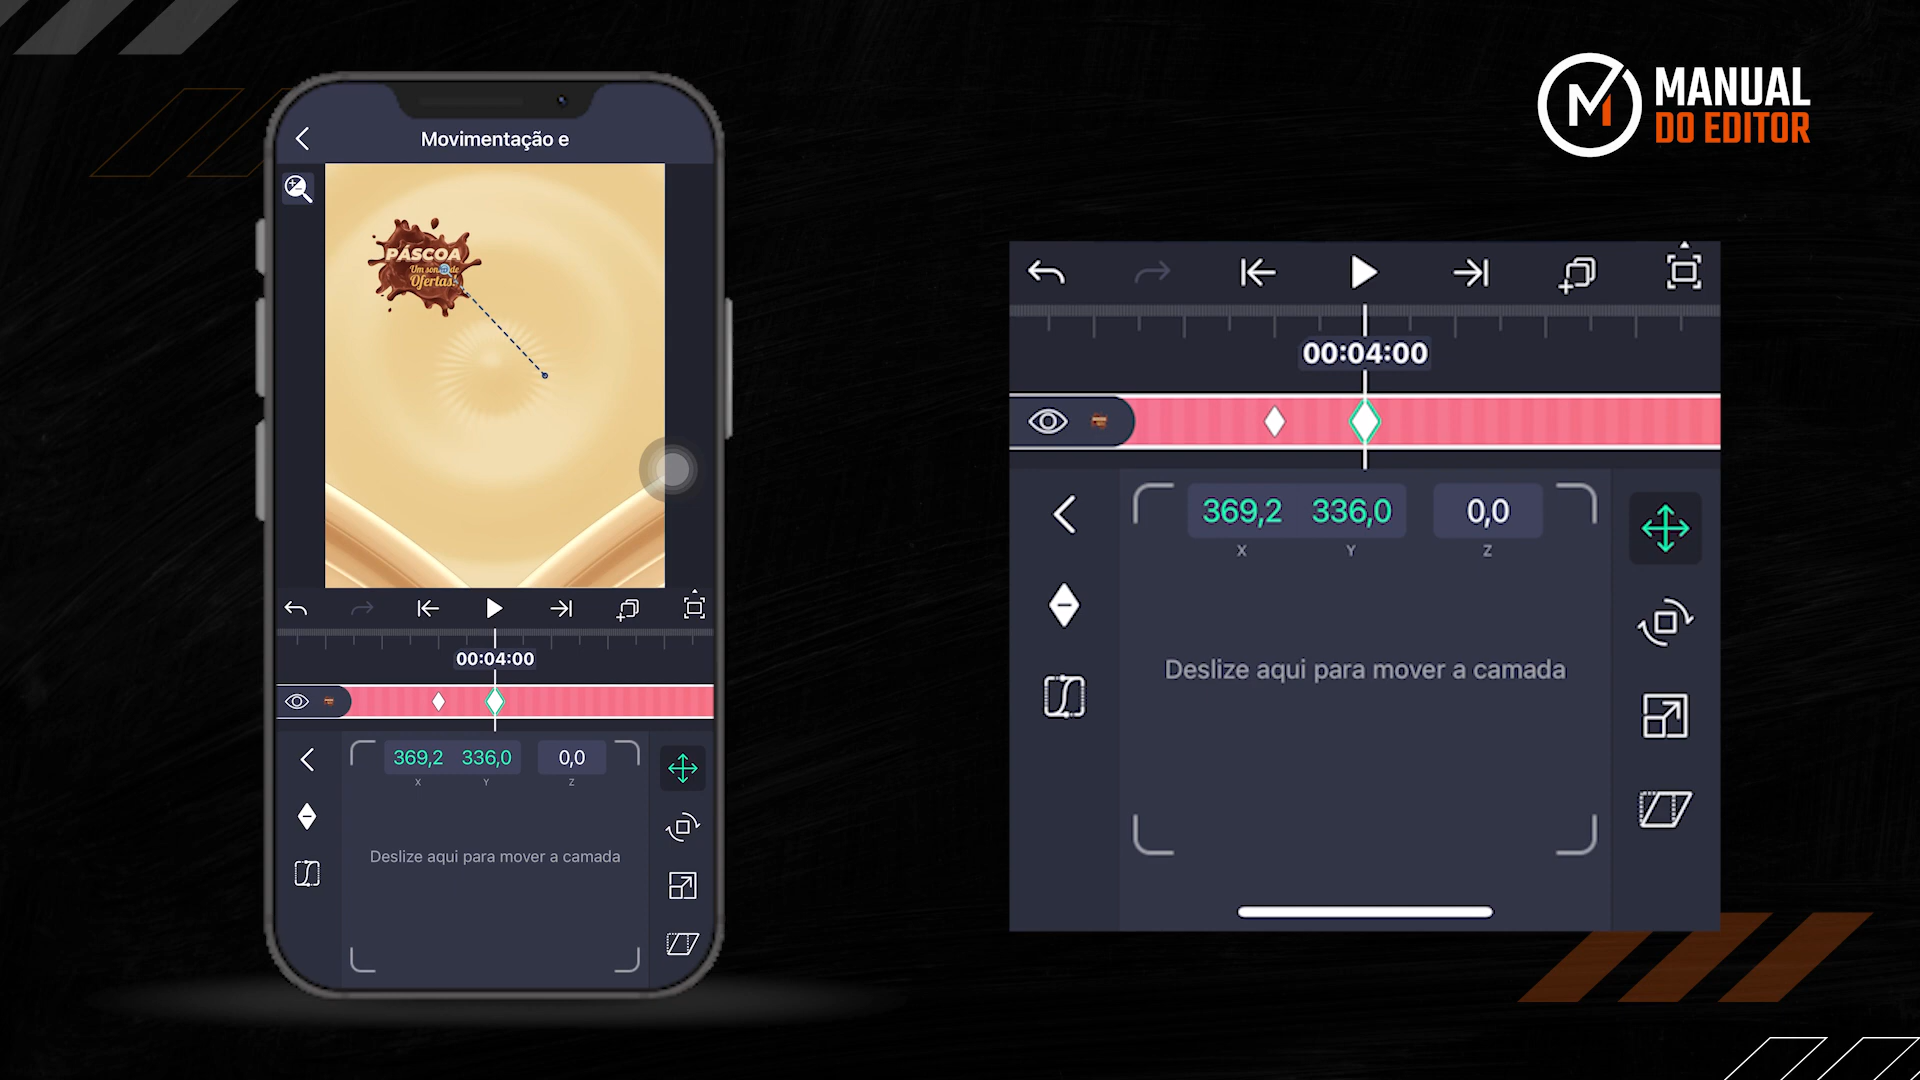 MANUAL
DO EDITOR
Movimentação e
PÁSCOA
Um sonho de
Ofertas!
00:04:00
369,2 336,0 0,0
X Y Z
Deslize aqui para mover a camada
00:04:00
369,2 336,0 0,0
X Y Z
Deslize aqui para mover a camada